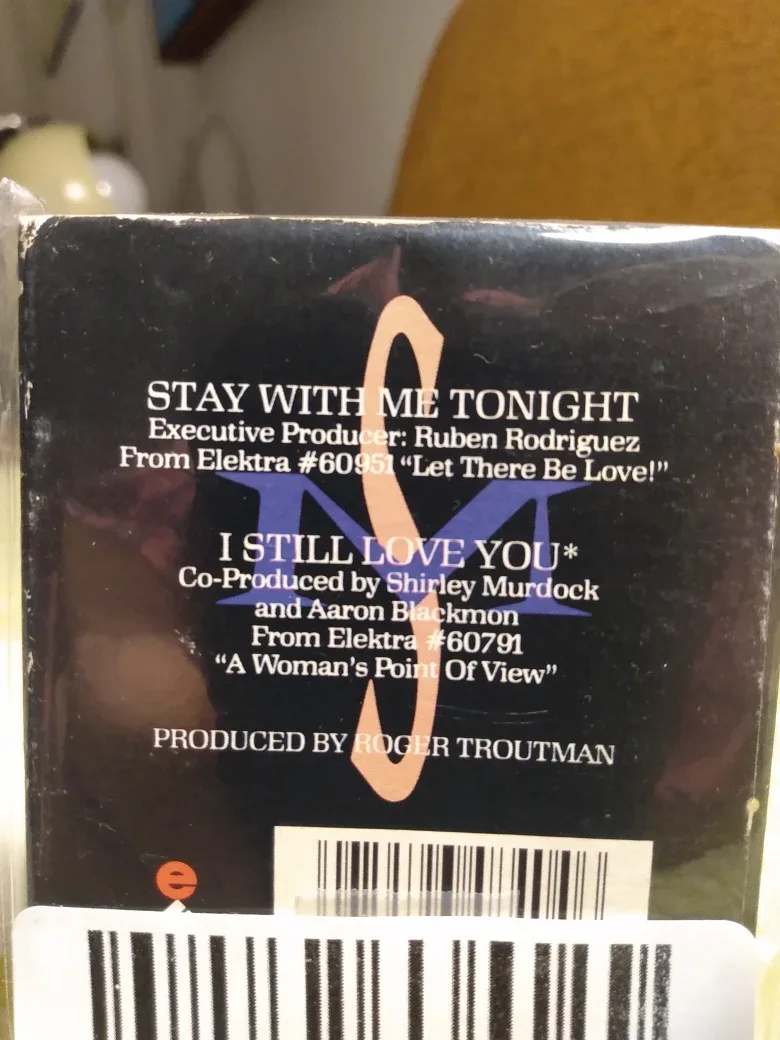 STAY WITH ME TONIGHT
Executive Producer: Ruben Rodriguez
From Elektra #60951 "Let There Be Love!"
I STILL LOVE YOU*
Co-Produced by Shirley Murdock
and Aaron Blackmon
From Elektra #60791
"A Woman's Point Of View"
PRODUCED BY ROGER TROUTMAN
S
M
e